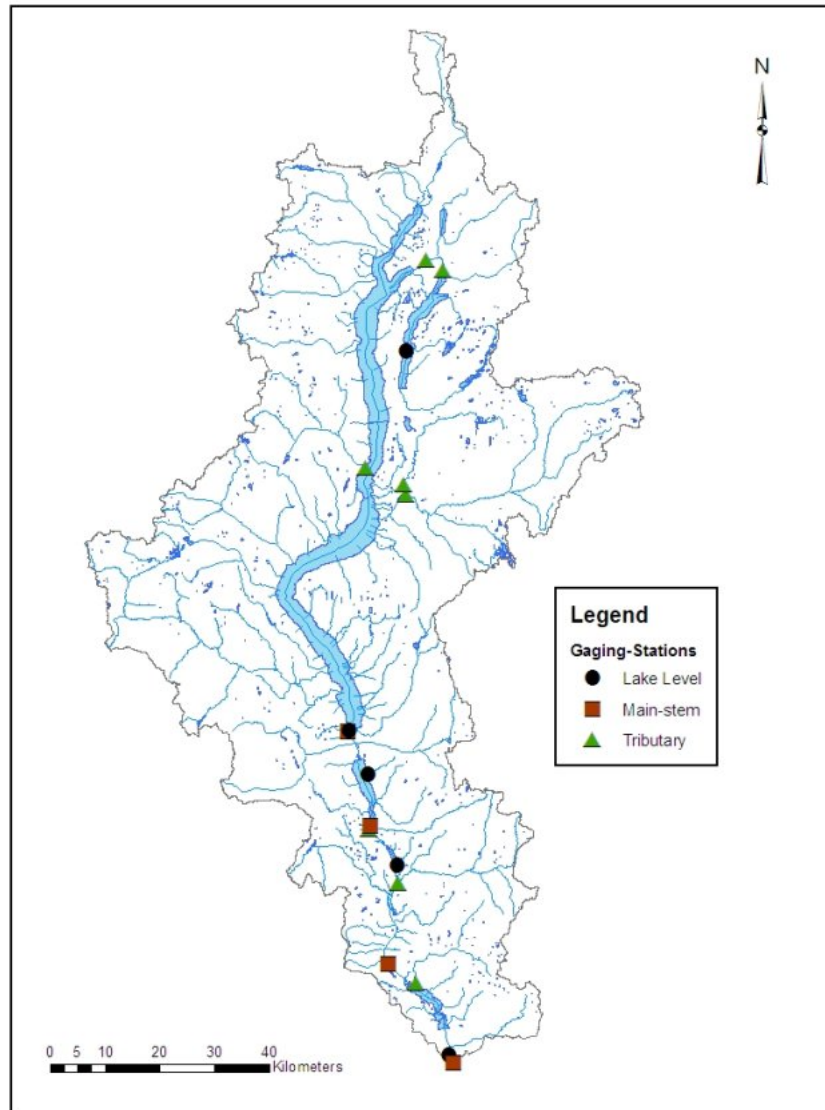 N
Legend
Gaging-Stations
Lake Level
Main-stem
Tributary
0 5 10 20 30 40
Kilometers